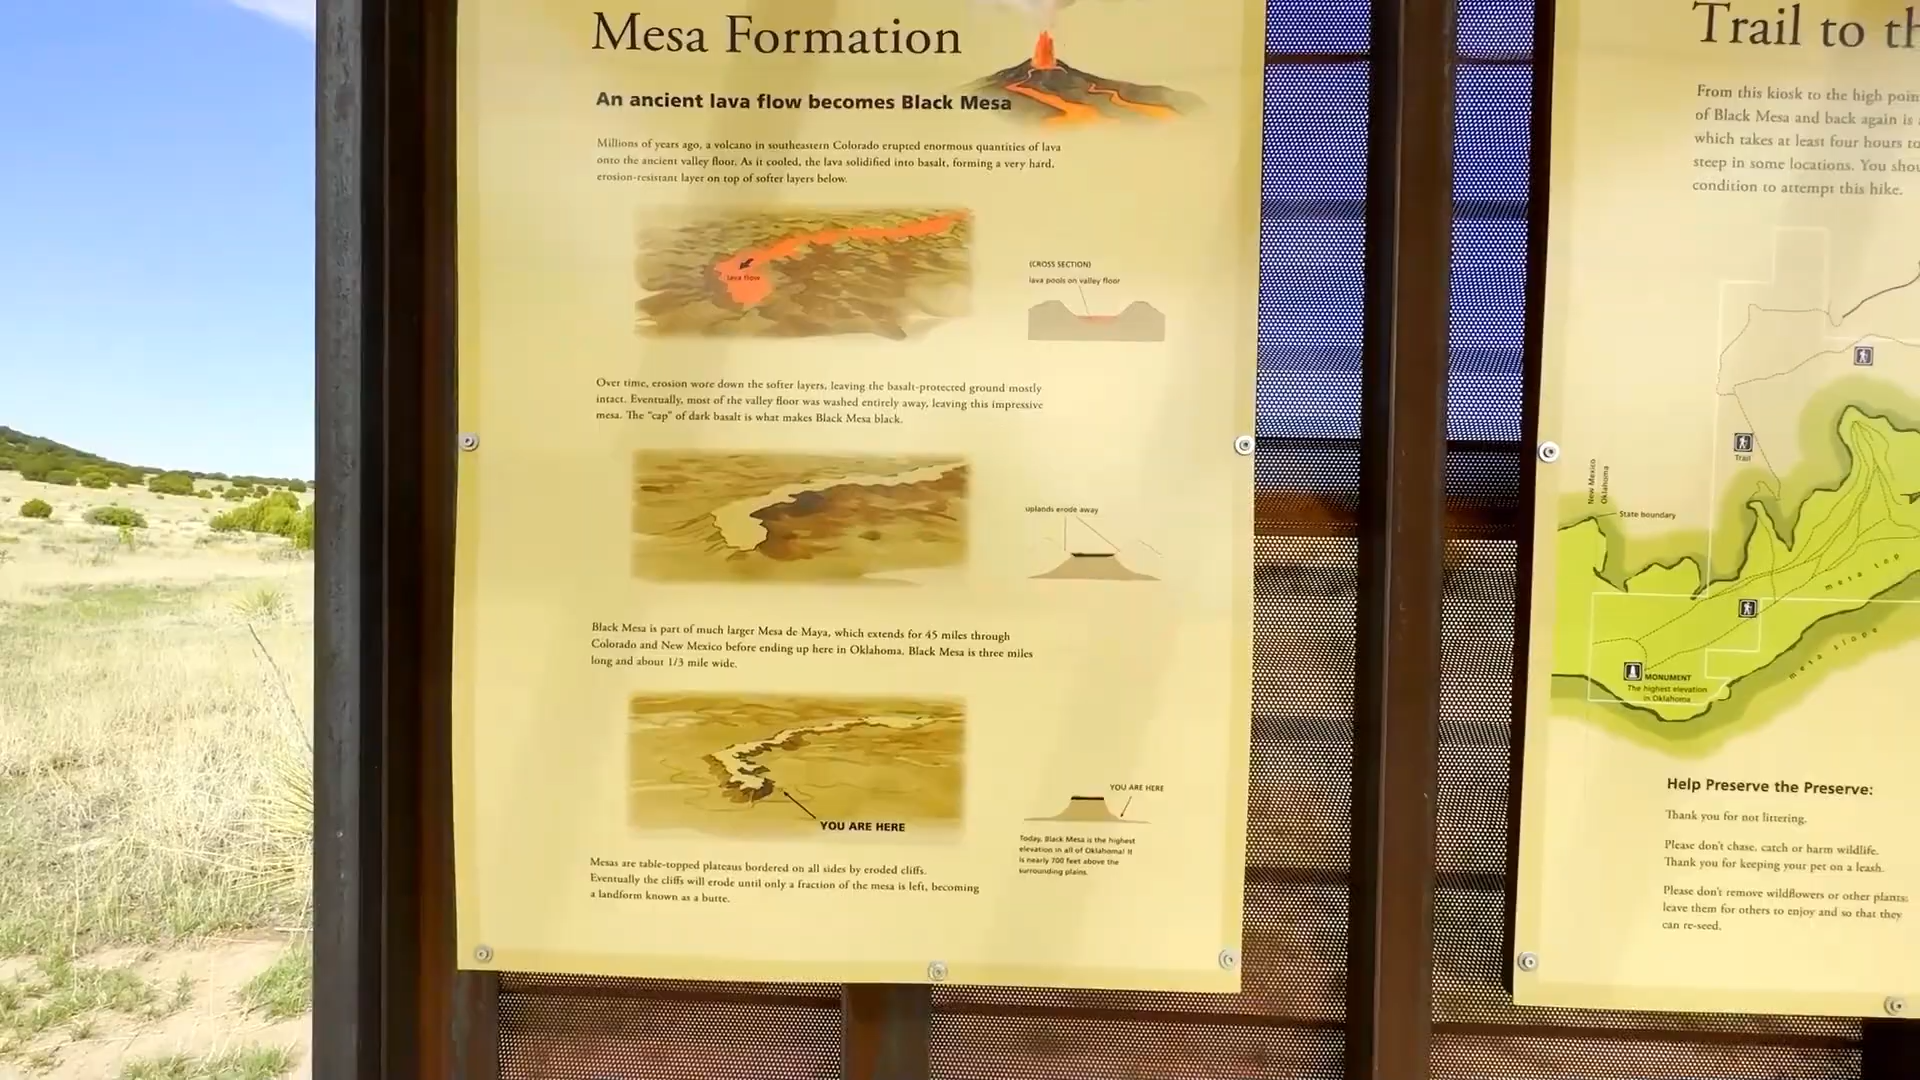 Mesa Formation
An ancient lava flow becomes Black Mesa
Millions of years ago, a volcano in southeastern Colorado erupted enormous quantities of lava
onto the ancient valley floor. As it cooled, the lava solidified into basalt, forming a very hard,
erosion-resistant layer on top of softer layers below.
lava flow
(CROSS SECTION)
lava pools on valley floor
Over time, erosion wore down the softer layers, leaving the basalt-protected ground mostly
intact. Eventually, most of the valley floor was washed entirely away, leaving this impressive
mesa. The "cap" of dark basalt is what makes Black Mesa black.
uplands erode away
Black Mesa is part of much larger Mesa de Maya, which extends for 45 miles through
Colorado and New Mexico before ending up here in Oklahoma. Black Mesa is three miles
long and about 1/3 mile wide.
YOU ARE HERE
YOU ARE HERE
Today, Black Mesa is the highest
elevation in all of Oklahoma! It
is nearly 700 feet above the
surrounding plains.
Mesas are table-topped plateaus bordered on all sides by eroded cliffs.
Eventually the cliffs will erode until only a fraction of the mesa is left, becoming
a landform known as a butte.
Trail to th
From this kiosk to the high poin
of Black Mesa and back again is
which takes at least four hours to
steep in some locations. You shou
condition to attempt this hike.
Trail
New Mexico
Oklahoma
State boundary
mesa top
mesa slope
MONUMENT
The highest elevation
in Oklahoma
Help Preserve the Preserve:
Thank you for not littering.
Please don't chase, catch or harm wildlife.
Thank you for keeping your pet on a leash.
Please don't remove wildflowers or other plants;
leave them for others to enjoy and so that they
can re-seed.